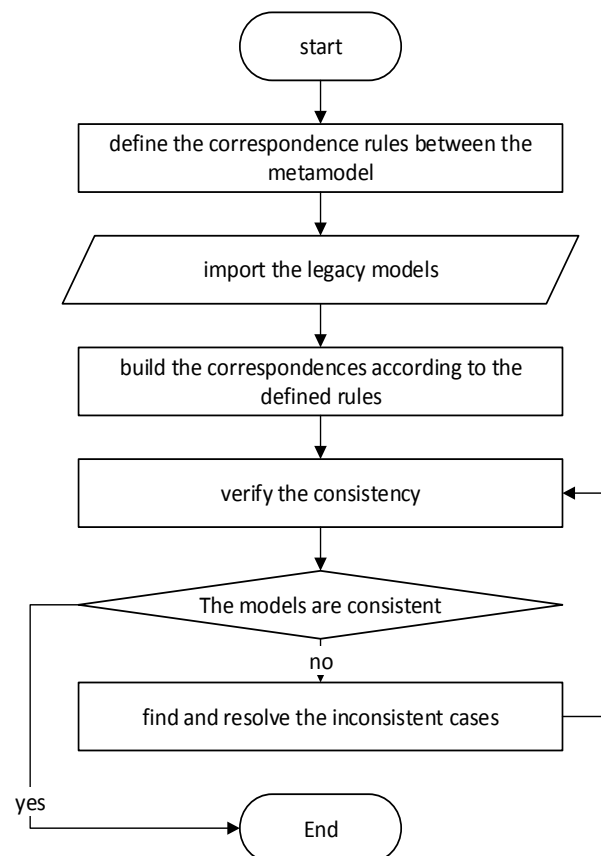 start
define the correspondence rules between the
metamodel
import the legacy models
build the correspondences according to the
defined rules
verify the consistency
The models are consistent
no
find and resolve the inconsistent cases
yes
End